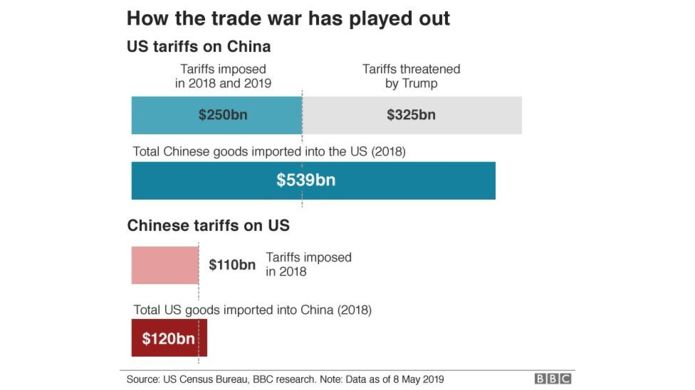 How the trade war has played out
US tariffs on China
Tariffs imposed
in 2018 and 2019
Tariffs threatened
by Trump
$250bn
$325bn
Total Chinese goods imported into the US (2018)
$539bn
Chinese tariffs on US
$110bn
Tariffs imposed
in 2018
Total US goods imported into China (2018)
$120bn
Source: US Census Bureau, BBC research. Note: Data as of 8 May 2019
BBC